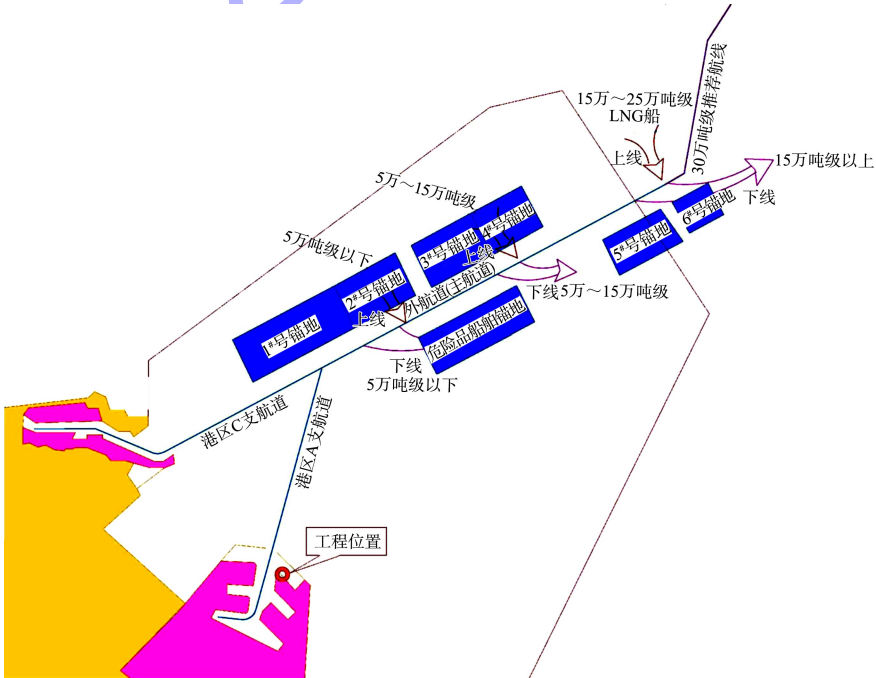 15万～25万吨级
LNG船
30万吨级推荐航线
上线
15万吨级以上
下线
5万～15万吨级
5万吨级以下
6#号锚地
4#号锚地
3#号锚地
上线
5#号锚地
2#号锚地
外航道(主航道)
下线5万～15万吨级
上线
1#号锚地
危险品船舶锚地
下线
5万吨级以下
港区C支航道
港区A支航道
工程位置